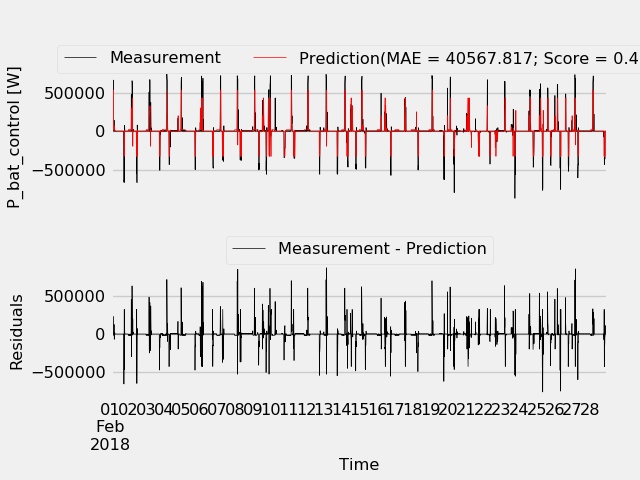 Measurement Prediction(MAE = 40567.817; Score = 0.4
P_bat_control [W]
500000
0
−500000
Measurement - Prediction
Residuals
500000
0
−500000
01020304050607080910111213141516171819202122232425262728
Feb
2018
Time